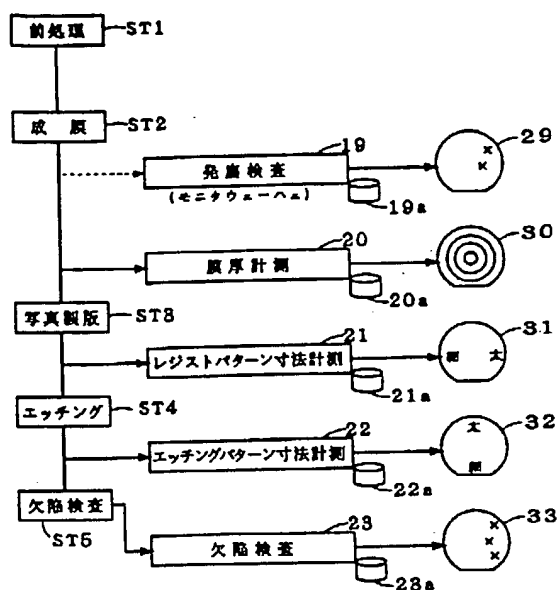 前処理 ST1
成膜 ST2
19 29
発塵検査
(モニタウェーハ) 19a
20 30
膜厚計測
20a
写真製版 ST3
21 31
レジストパターン寸法計測 細 太
21a
エッチング ST4
22 32
エッチングパターン寸法計測 太
細
22a
欠陥検査 ST5
23 33
欠陥検査
23a